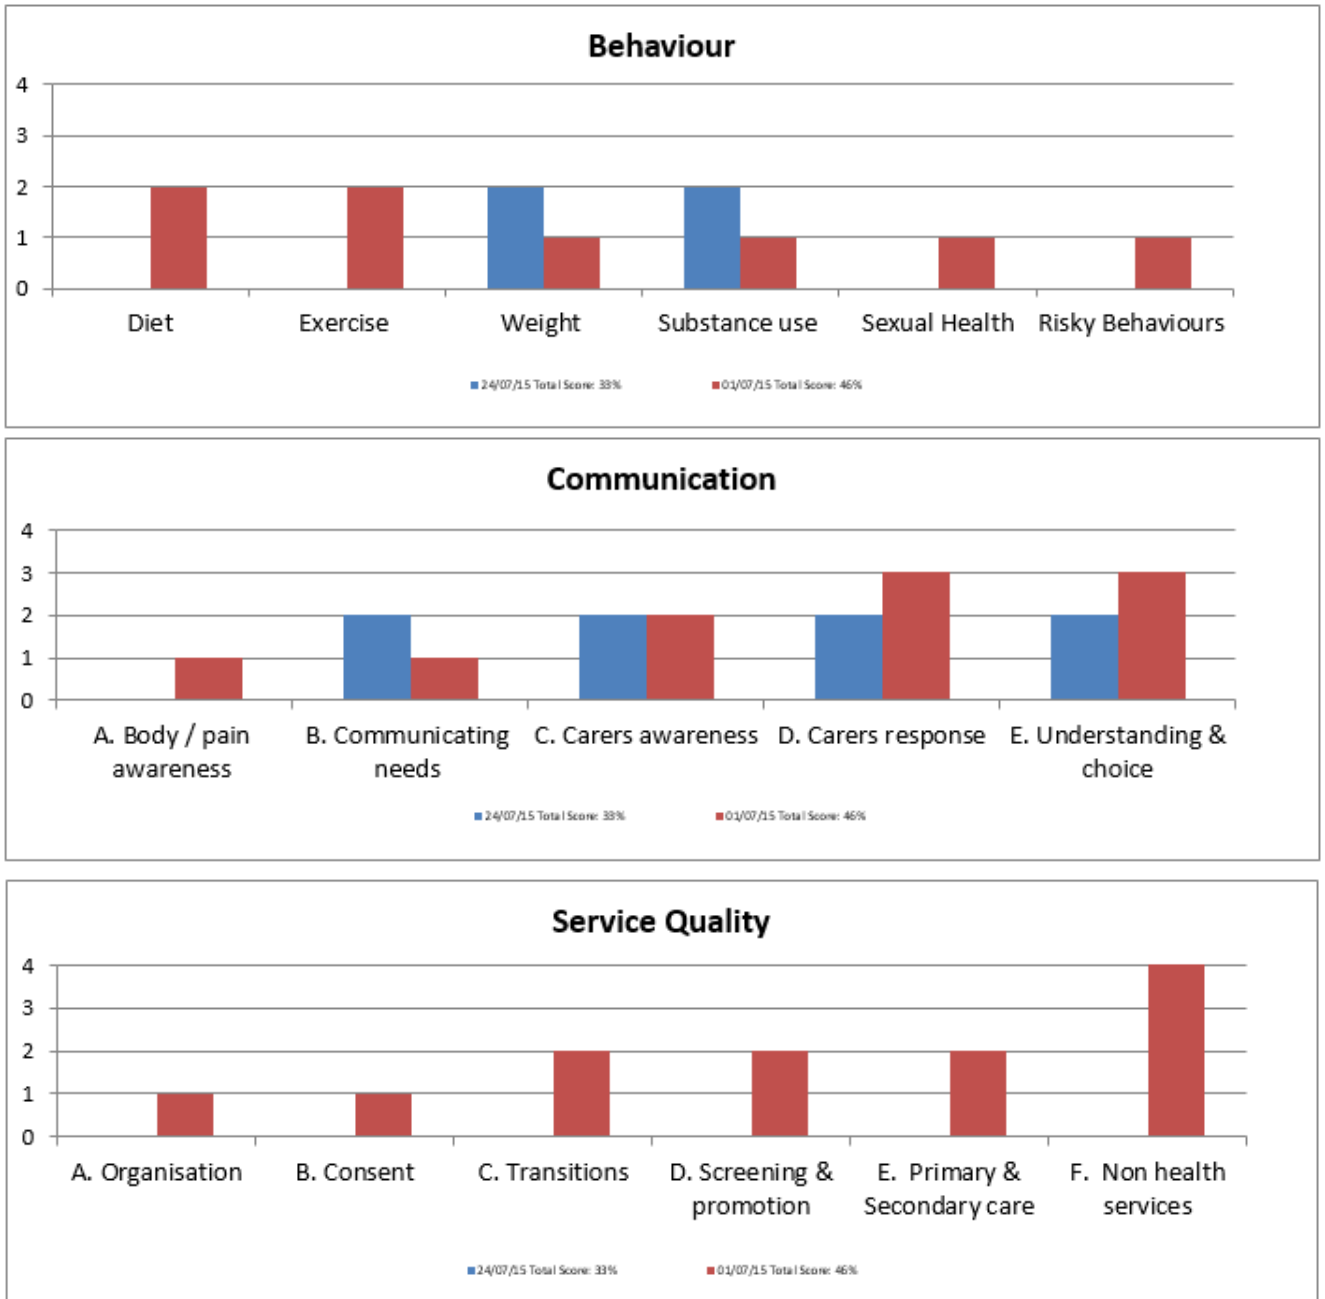 Behaviour
4
3
2
1
0
Diet Exercise Weight Substance use Sexual Health Risky Behaviours
24/07/15 Total Score: 33% 01/07/15 Total Score: 46%
Communication
4
3
2
1
0
A. Body / pain awareness B. Communicating needs C. Carers awareness D. Carers response E. Understanding & choice
24/07/15 Total Score: 33% 01/07/15 Total Score: 46%
Service Quality
4
3
2
1
0
A. Organisation B. Consent C. Transitions D. Screening & promotion E. Primary & Secondary care F. Non health services
24/07/15 Total Score: 33% 01/07/15 Total Score: 46%